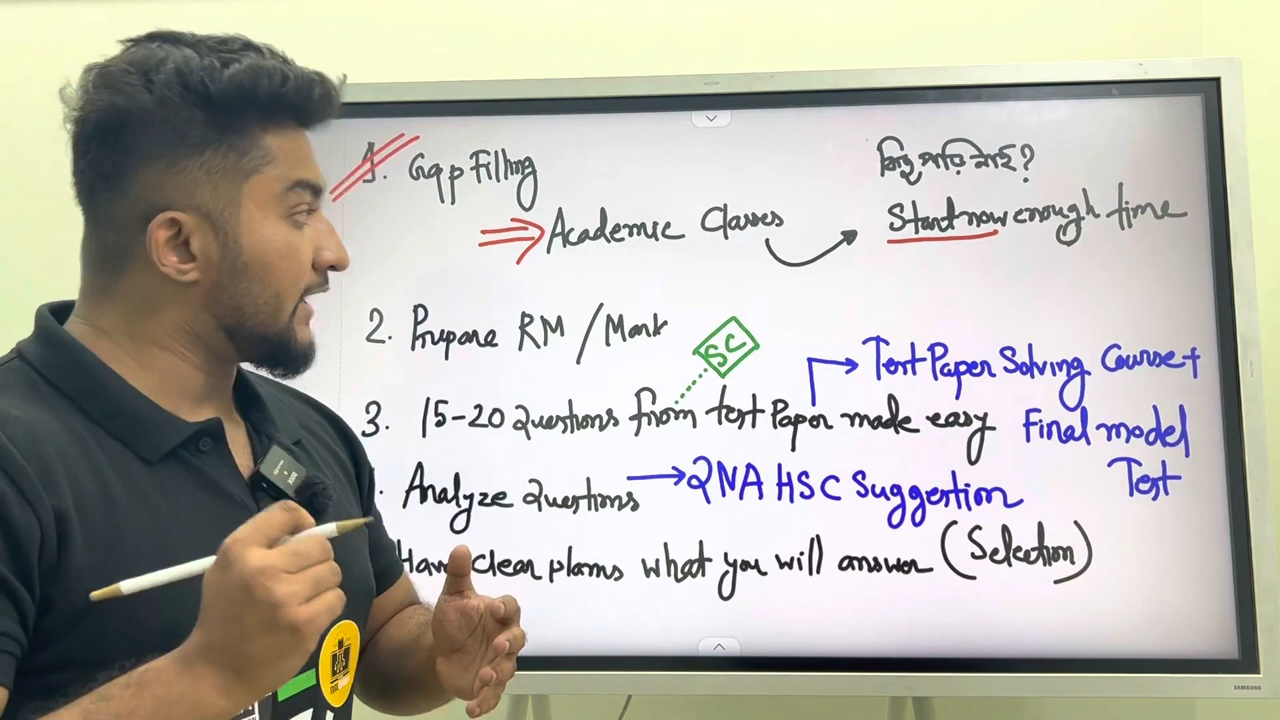 1. Gap Filling
কিছু পড়ি নাই?
⇒ Academic Classes
Start now enough time
2. Prepare RM / Mark
SC
Test Paper Solving Course +
3. 15-20 Questions from test Paper made easy
Final model
Test
Analyze Questions → QNA HSC Suggestion
Have clear plans what you will answer (Selection)
SAMSUNG